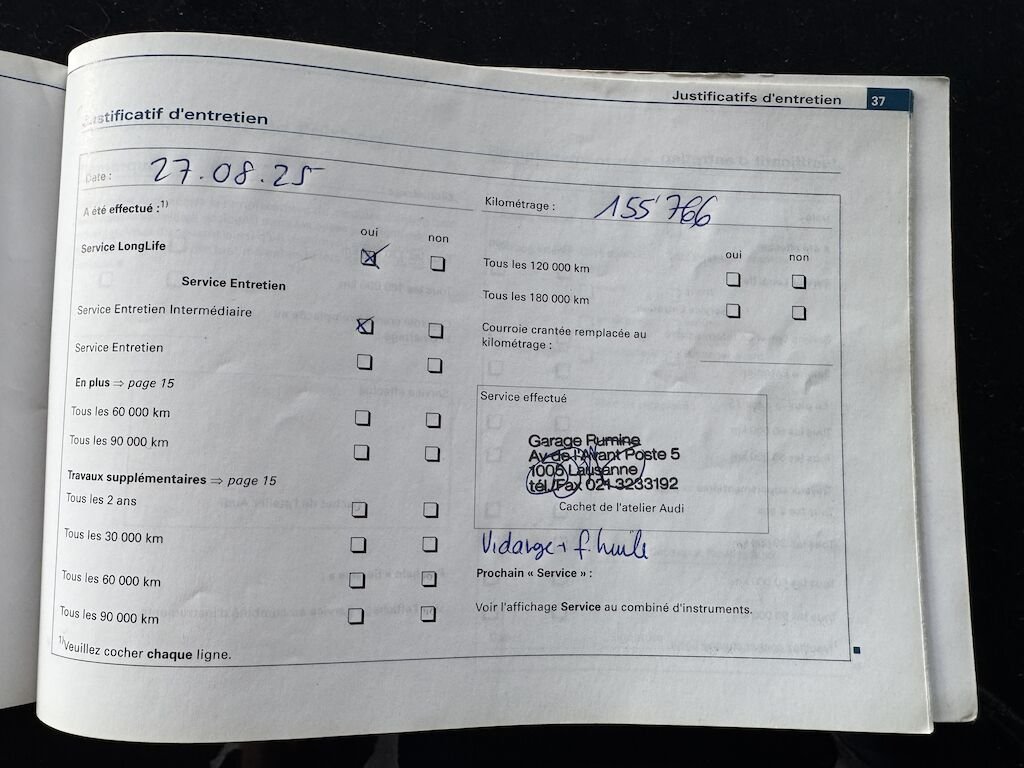 Justificatifs d'entretien 37
Justificatif d'entretien
Date : 27.08.25
Kilométrage : 155'766
A été effectué :1)
oui non
Service LongLife
Service Entretien
Service Entretien Intermédiaire
Service Entretien
En plus ⇒ page 15
Tous les 60 000 km
Tous les 90 000 km
Travaux supplémentaires ⇒ page 15
Tous les 2 ans
Tous les 30 000 km
Tous les 60 000 km
Tous les 90 000 km
1)Veuillez cocher chaque ligne.
oui non
Tous les 120 000 km
Tous les 180 000 km
Courroie crantée remplacée au
kilométrage :
Service effectué
Garage Rumine
Av de l'Avant Poste 5
1005 Lausanne
tél./Fax 021 3233192
Cachet de l'atelier Audi
Vidange + f. huile
Prochain « Service » :
Voir l'affichage Service au combiné d'instruments.